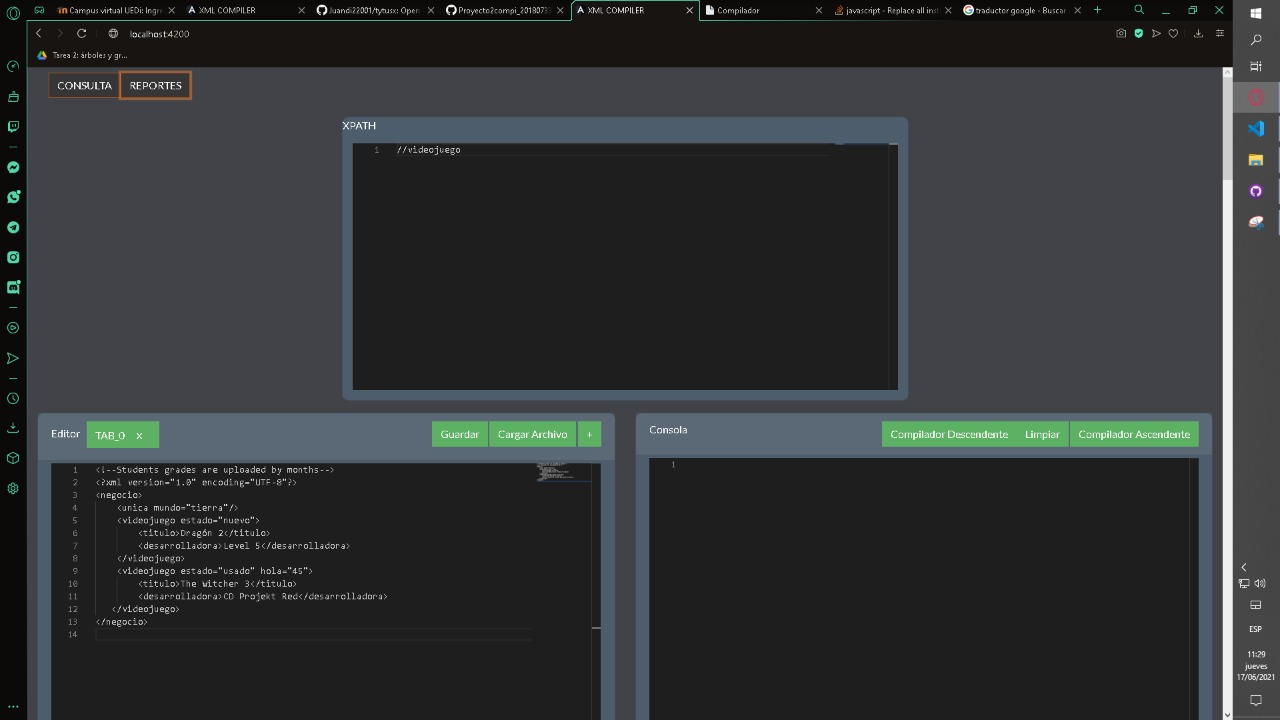 Campus virtual UEDi: Ingre
XML COMPILER
Juandi22001/tytusx: Open
Proyecto2compi_2018073
XML COMPILER
Compilador
javascript - Replace all inst
traductor google - Buscar
localhost:4200
Tarea 2: árboles y gr...
CONSULTA
REPORTES
XPATH
1 //videojuego
Editor
TAB_0 x
Guardar
Cargar Archivo
+
1 <!--Students grades are uploaded by months-->
2 <?xml version="1.0" encoding="UTF-8"?>
3 <negocio>
4 <unica mundo="tierra"/>
5 <videojuego estado="nuevo">
6 <titulo>Dragón 2</titulo>
7 <desarrolladora>Level 5</desarrolladora>
8 </videojuego>
9 <videojuego estado="usado" hola="45">
10 <titulo>The Witcher 3</titulo>
11 <desarrolladora>CD Projekt Red</desarrolladora>
12 </videojuego>
13 </negocio>
14
Consola
Compilador Descendente
Limpiar
Compilador Ascendente
1
ESP
11:29
jueves
17/06/2021